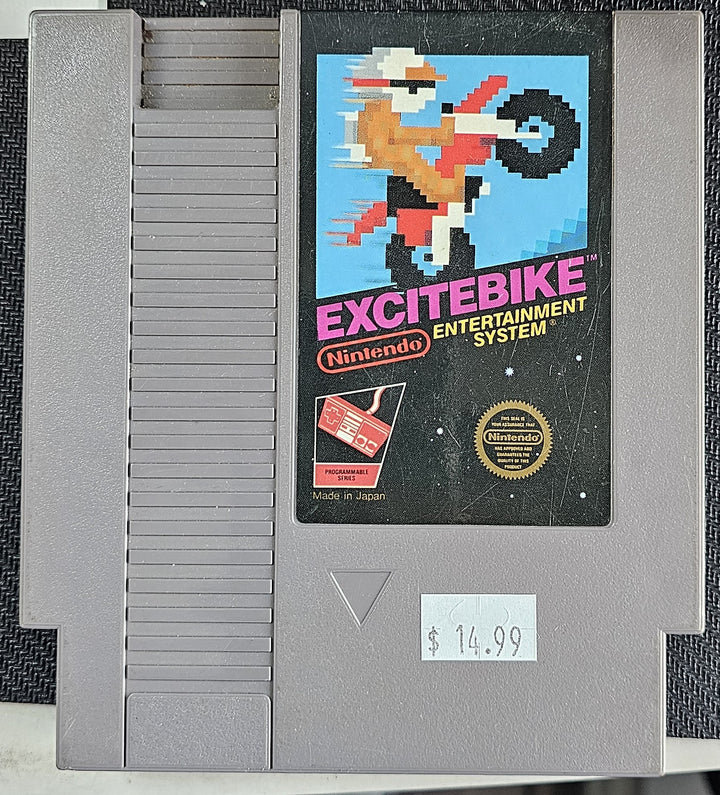 EXCITEBIKE™
Nintendo®
ENTERTAINMENT
SYSTEM®
PROGRAMMABLE
SERIES
Made in Japan
THIS SEAL IS
YOUR ASSURANCE THAT
Nintendo
HAS APPROVED AND
GUARANTEED THE
QUALITY OF THIS
PRODUCT
$ 14.99